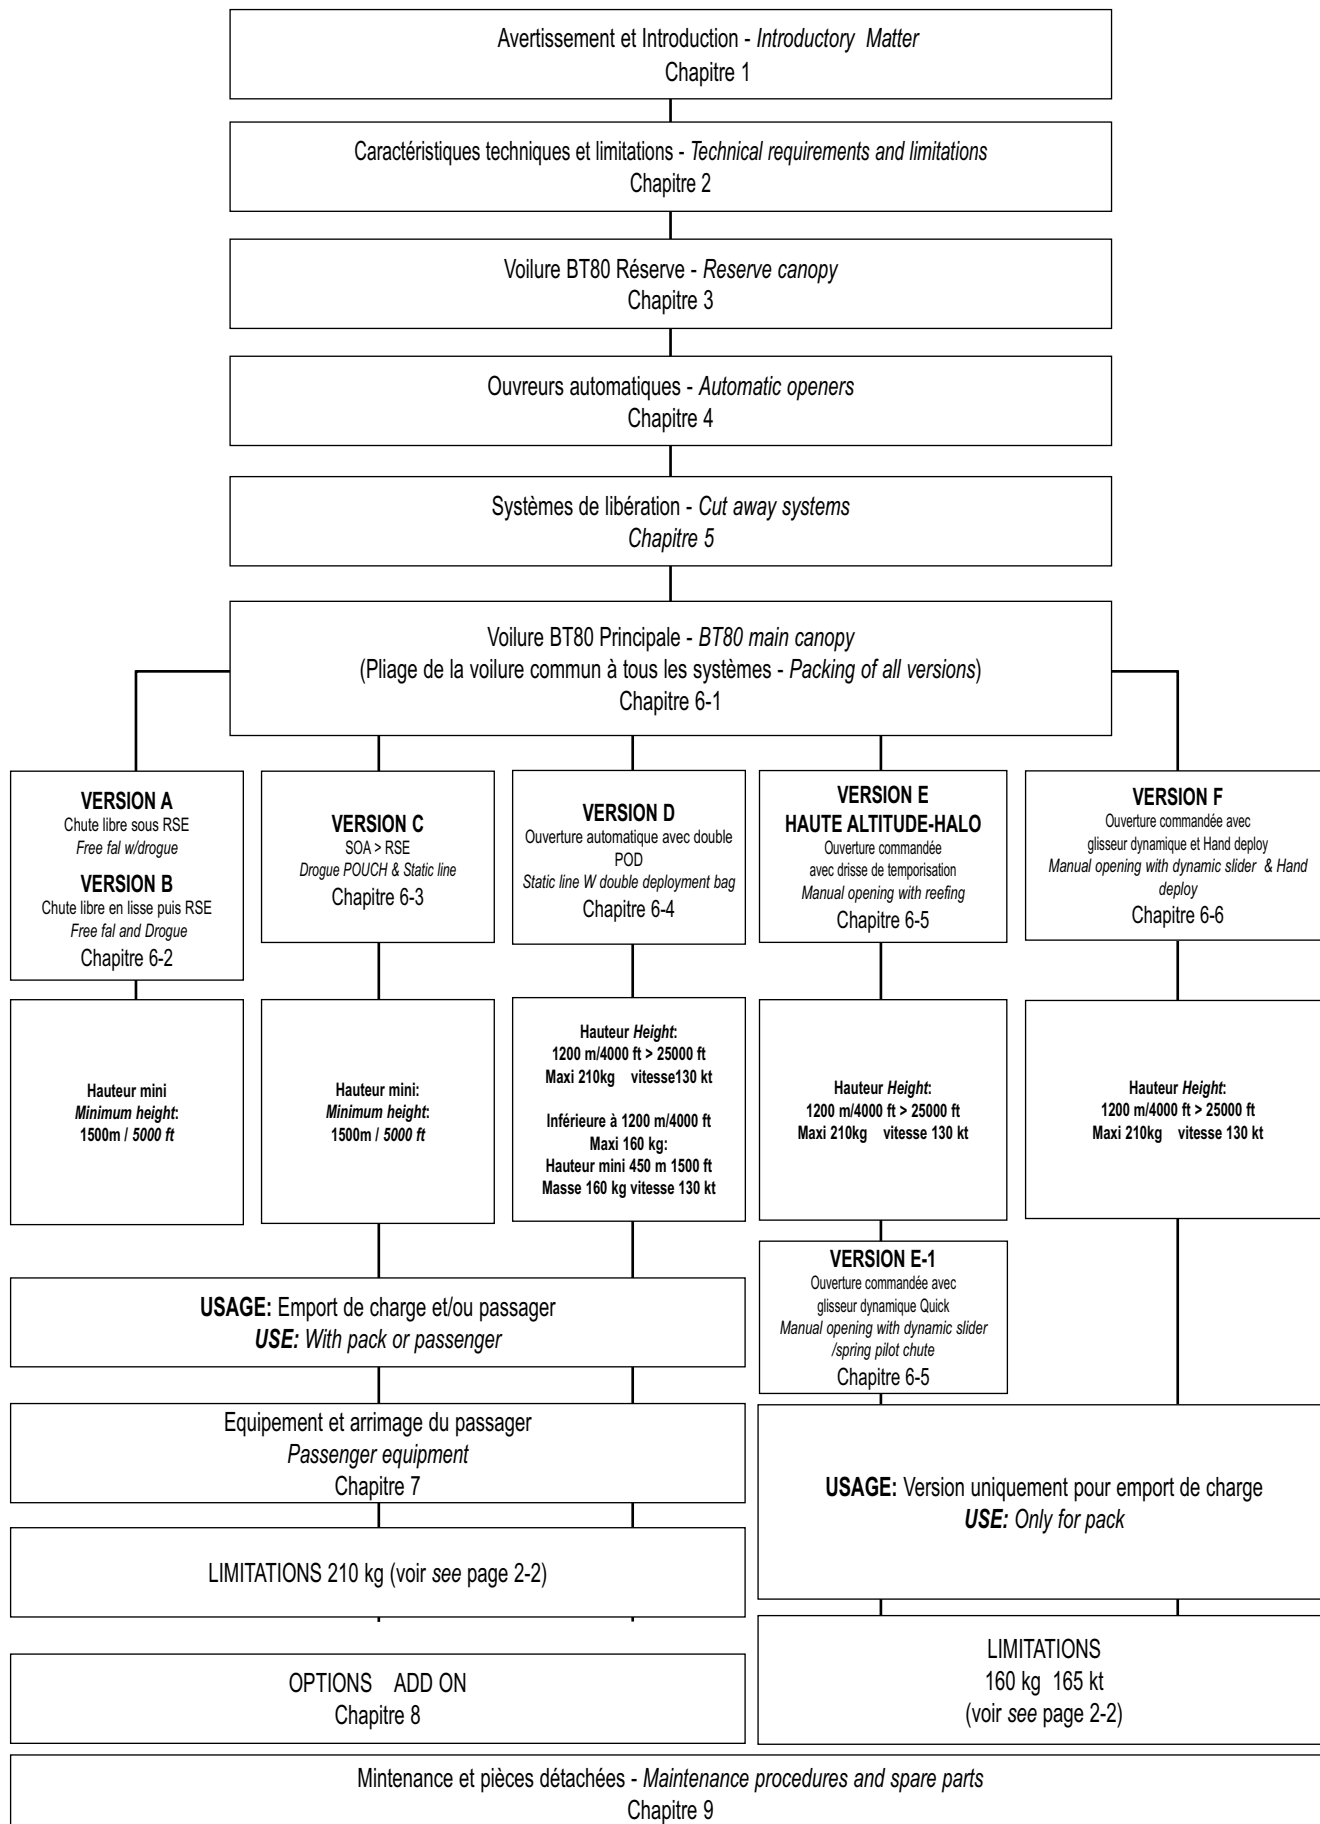 Avertissement et Introduction - Introductory Matter
Chapitre 1
Caractéristiques techniques et limitations - Technical requirements and limitations
Chapitre 2
Voilure BT80 Réserve - Reserve canopy
Chapitre 3
Ouvreurs automatiques - Automatic openers
Chapitre 4
Systèmes de libération - Cut away systems
Chapitre 5
Voilure BT80 Principale - BT80 main canopy
(Pliage de la voilure commun à tous les systèmes - Packing of all versions)
Chapitre 6-1
VERSION A
Chute libre sous RSE
Free fal w/drogue
VERSION B
Chute libre en lisse puis RSE
Free fal and Drogue
Chapitre 6-2
VERSION C
SOA > RSE
Drogue POUCH & Static line
Chapitre 6-3
VERSION D
Ouverture automatique avec double
POD
Static line W double deployment bag
Chapitre 6-4
VERSION E
HAUTE ALTITUDE-HALO
Ouverture commandée
avec drisse de temporisation
Manual opening with reefing
Chapitre 6-5
VERSION F
Ouverture commandée avec
glisseur dynamique et Hand deploy
Manual opening with dynamic slider & Hand
deploy
Chapitre 6-6
Hauteur mini
Minimum height:
1500m / 5000 ft
Hauteur mini:
Minimum height:
1500m / 5000 ft
Hauteur Height:
1200 m/4000 ft > 25000 ft
Maxi 210kg vitesse130 kt
Inférieure à 1200 m/4000 ft
Maxi 160 kg:
Hauteur mini 450 m 1500 ft
Masse 160 kg vitesse 130 kt
Hauteur Height:
1200 m/4000 ft > 25000 ft
Maxi 210kg vitesse 130 kt
Hauteur Height:
1200 m/4000 ft > 25000 ft
Maxi 210kg vitesse 130 kt
VERSION E-1
Ouverture commandée avec
glisseur dynamique Quick
Manual opening with dynamic slider
/spring pilot chute
Chapitre 6-5
USAGE: Emport de charge et/ou passager
USE: With pack or passenger
Equipement et arrimage du passager
Passenger equipment
Chapitre 7
USAGE: Version uniquement pour emport de charge
USE: Only for pack
LIMITATIONS 210 kg (voir see page 2-2)
LIMITATIONS
160 kg 165 kt
(voir see page 2-2)
OPTIONS ADD ON
Chapitre 8
Mintenance et pièces détachées - Maintenance procedures and spare parts
Chapitre 9